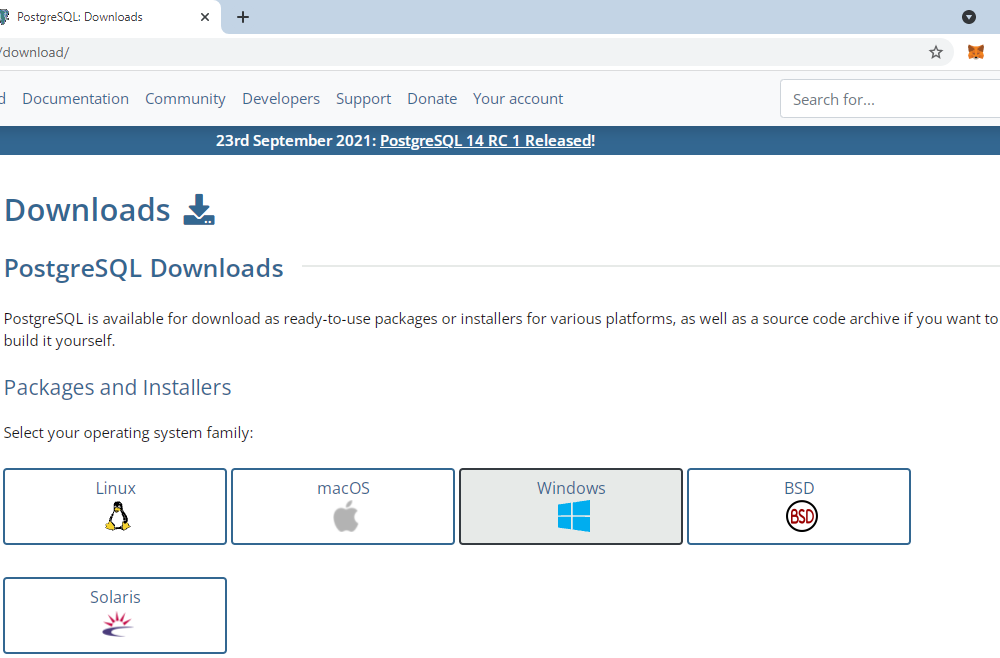 PostgreSQL: Downloads
/download/
d Documentation Community Developers Support Donate Your account Search for...
23rd September 2021: PostgreSQL 14 RC 1 Released!
Downloads
PostgreSQL Downloads
PostgreSQL is available for download as ready-to-use packages or installers for various platforms, as well as a source code archive if you want to
build it yourself.
Packages and Installers
Select your operating system family:
Linux macOS Windows BSD
BSD
Solaris